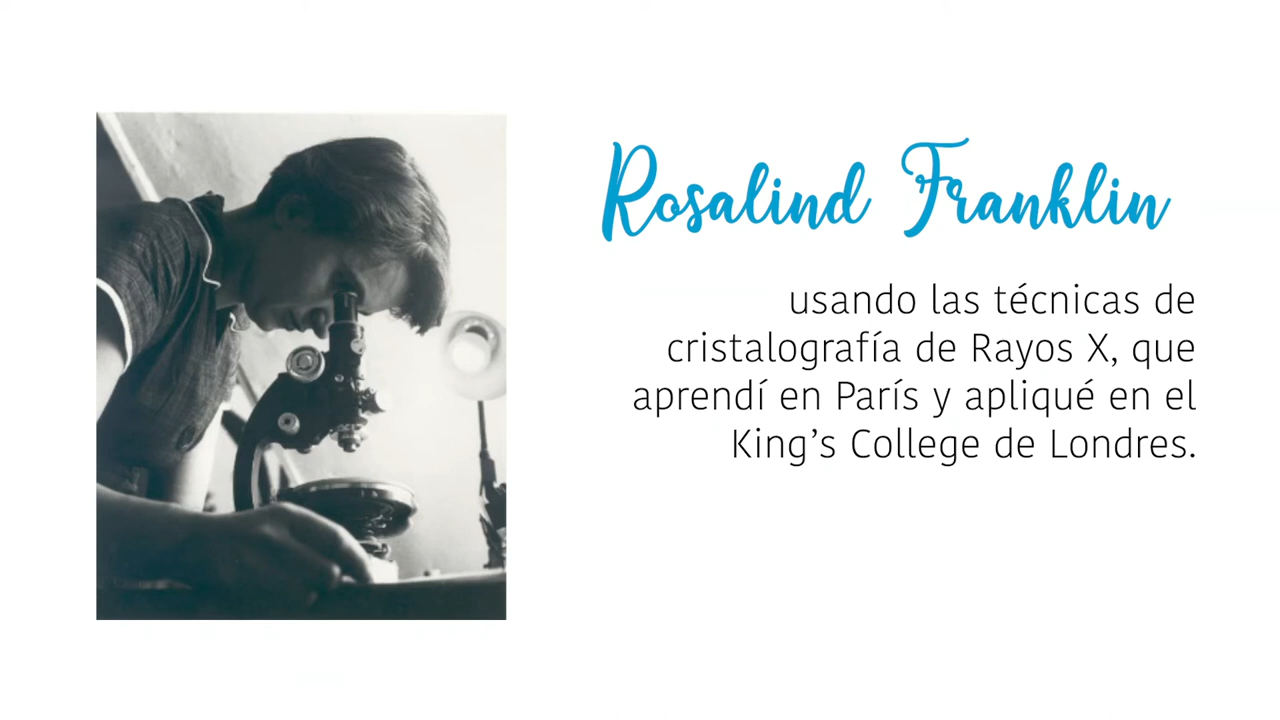 Rosalind Franklin
usando las técnicas de
cristalografía de Rayos X, que
aprendí en París y apliqué en el
King’s College de Londres.